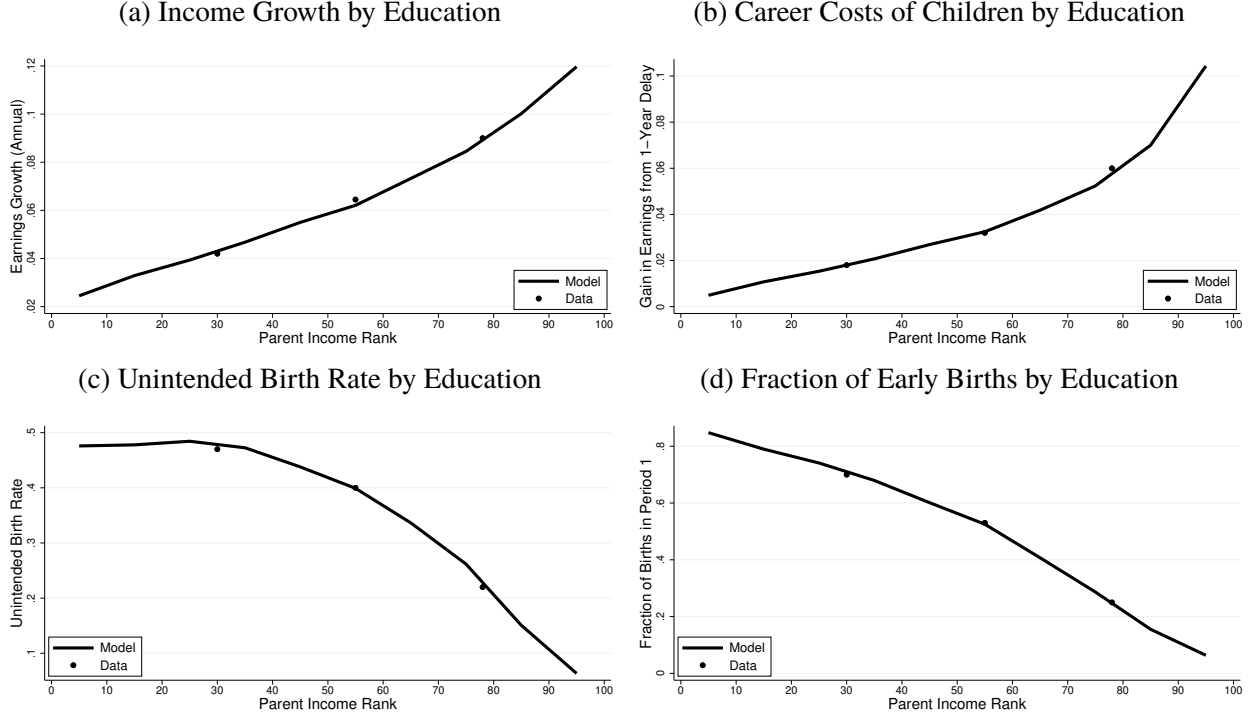 (a) Income Growth by Education
Earnings Growth (Annual)
.02 .04 .06 .08 .1 .12
0 10 20 30 40 50 60 70 80 90 100
Parent Income Rank
Model
Data
(b) Career Costs of Children by Education
Gain in Earnings from 1−Year Delay
0 .02 .04 .06 .08 .1
0 10 20 30 40 50 60 70 80 90 100
Parent Income Rank
Model
Data
(c) Unintended Birth Rate by Education
Unintended Birth Rate
.1 .2 .3 .4 .5
0 10 20 30 40 50 60 70 80 90 100
Parent Income Rank
Model
Data
(d) Fraction of Early Births by Education
Fraction of Births in Period 1
0 .2 .4 .6 .8
0 10 20 30 40 50 60 70 80 90 100
Parent Income Rank
Model
Data